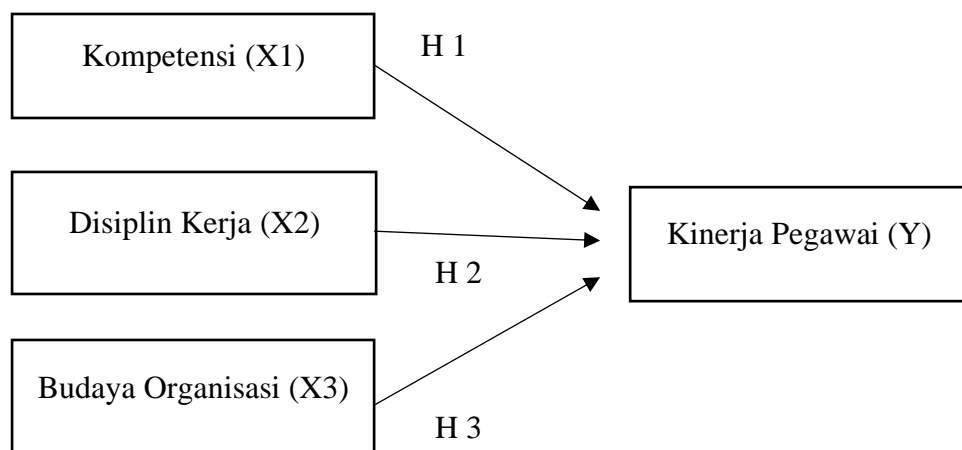 Kompetensi (X1)
H 1
Disiplin Kerja (X2)
Kinerja Pegawai (Y)
H 2
Budaya Organisasi (X3)
H 3